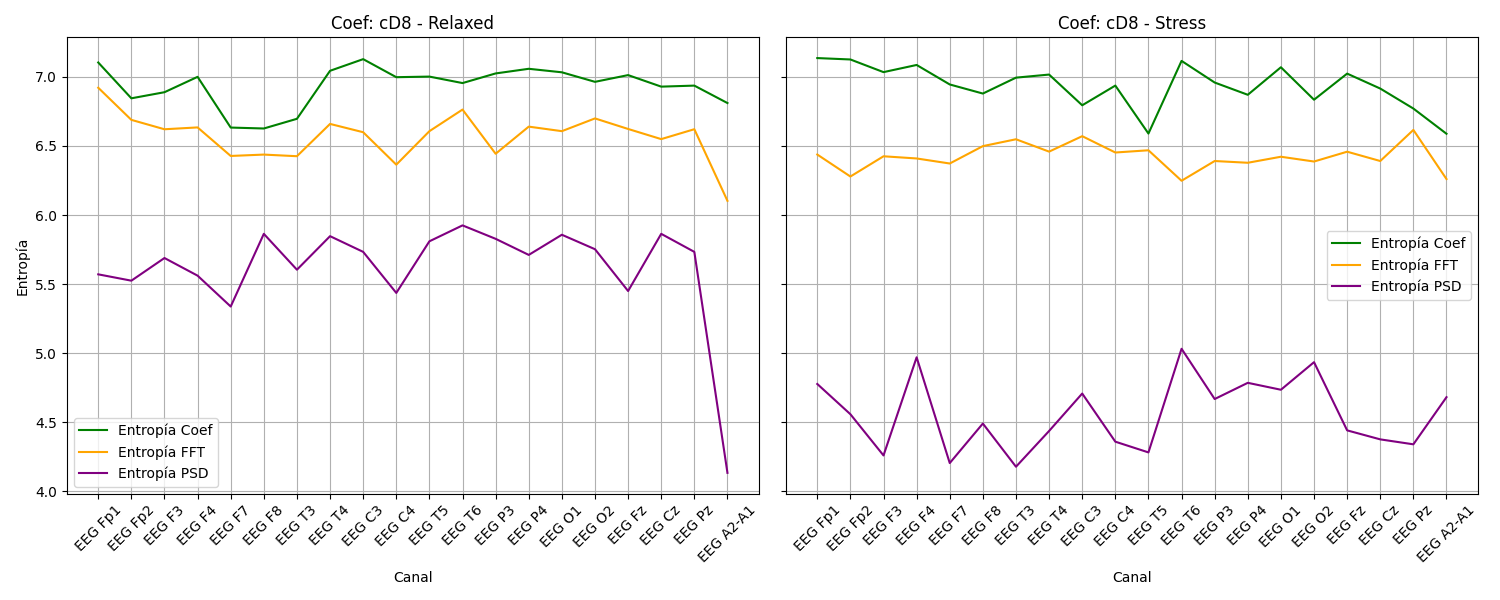 Coef: cD8 - Relaxed
Entropía
7.0
6.5
6.0
5.5
5.0
4.5
4.0
Entropía Coef
Entropía FFT
Entropía PSD
EEG Fp1
EEG Fp2
EEG F3
EEG F4
EEG F7
EEG F8
EEG T3
EEG T4
EEG C3
EEG C4
EEG T5
EEG T6
EEG P3
EEG P4
EEG O1
EEG O2
EEG Fz
EEG Cz
EEG Pz
EEG A2-A1
Canal
Coef: cD8 - Stress
Entropía Coef
Entropía FFT
Entropía PSD
EEG Fp1
EEG Fp2
EEG F3
EEG F4
EEG F7
EEG F8
EEG T3
EEG T4
EEG C3
EEG C4
EEG T5
EEG T6
EEG P3
EEG P4
EEG O1
EEG O2
EEG Fz
EEG Cz
EEG Pz
EEG A2-A1
Canal